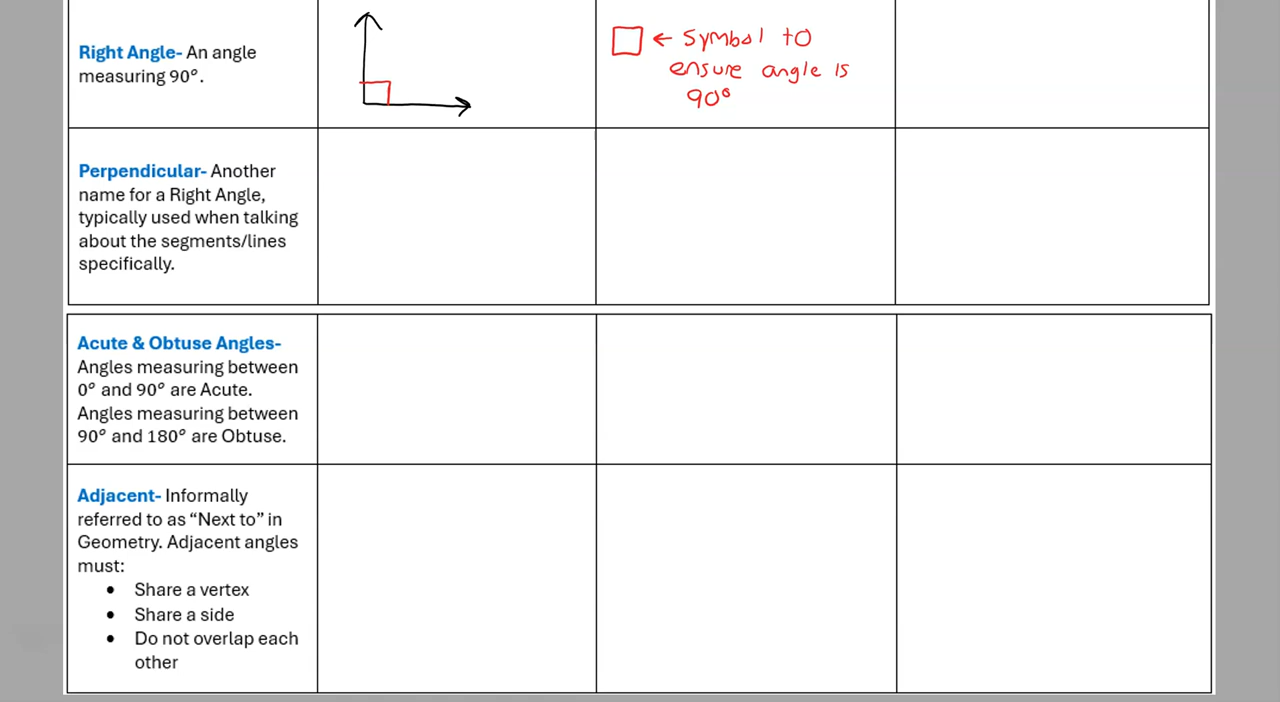 Right Angle- An angle
measuring 90°.
□ ← Symbol to
ensure angle is
90°
Perpendicular- Another
name for a Right Angle,
typically used when talking
about the segments/lines
specifically.
Acute & Obtuse Angles-
Angles measuring between
0° and 90° are Acute.
Angles measuring between
90° and 180° are Obtuse.
Adjacent- Informally
referred to as “Next to” in
Geometry. Adjacent angles
must:
• Share a vertex
• Share a side
• Do not overlap each
other